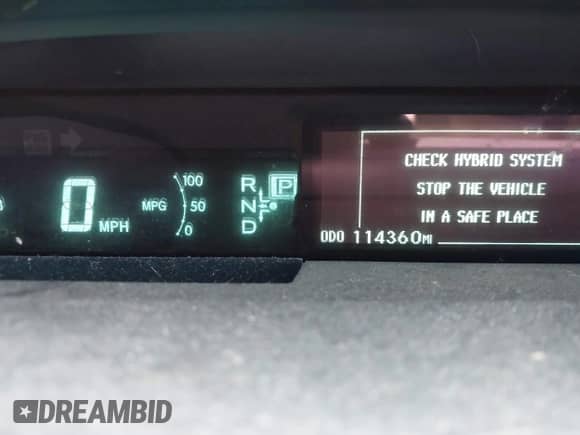 0 MPH
MPG
100
50
0
R
N
D
P
CHECK HYBRID SYSTEM
STOP THE VEHICLE
IN A SAFE PLACE
ODO 114360MI
DREAMBID